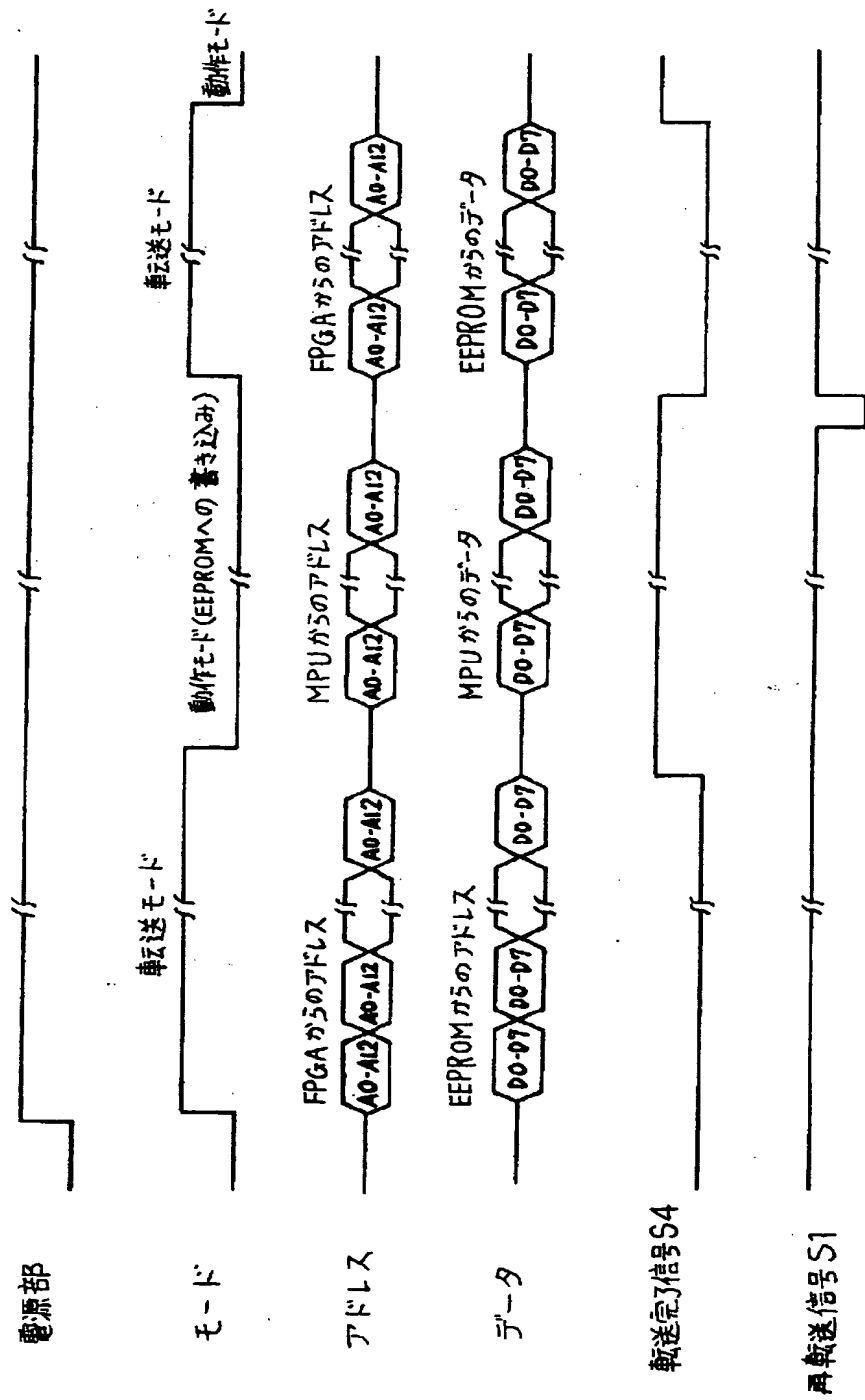 電源部
モード
転送モード
動作モード(EEPROMへの書き込み)
転送モード
動作モード
アドレス
FPGAからのアドレス
A0-A12 A0-A12 A0-A12
MPUからのアドレス
A0-A12 A0-A12
FPGAからのアドレス
A0-A12 A0-A12
データ
EEPROMからのアドレス
D0-D7 D0-D7 D0-D7
MPUからのデータ
D0-D7 D0-D7
EEPROMからのデータ
D0-D7 D0-D7
転送完了信号S4
再転送信号S1